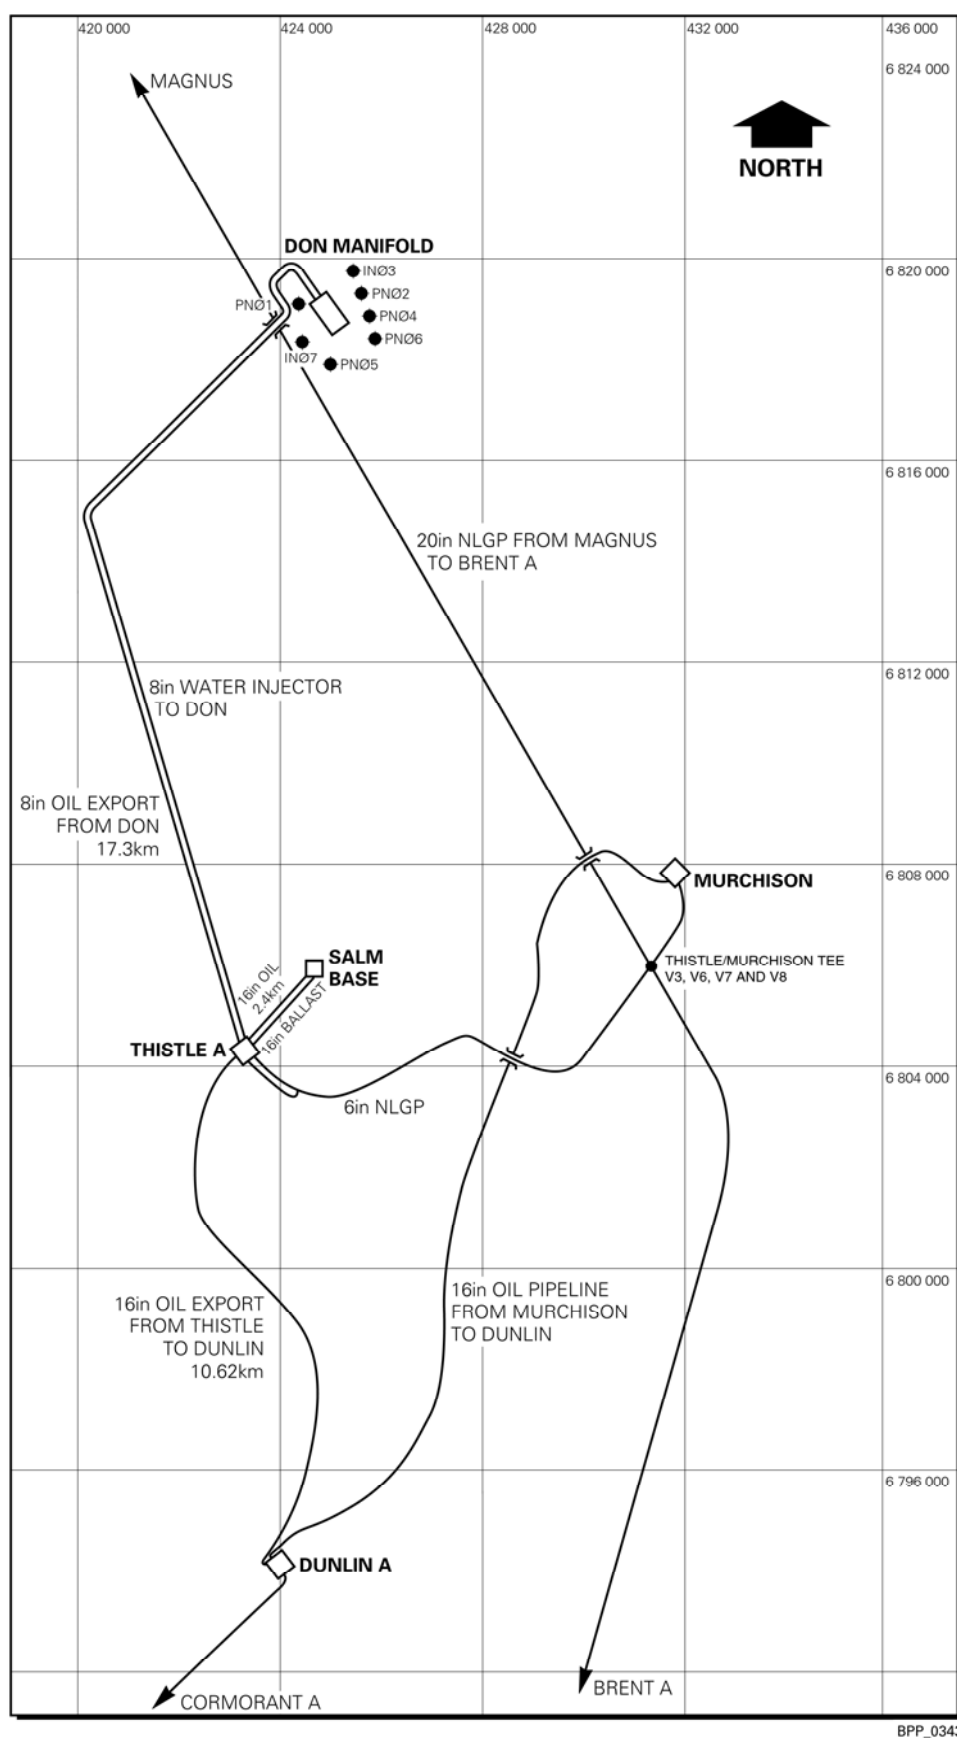 420 000
424 000
428 000
432 000
436 000
6 824 000
MAGNUS
NORTH
DON MANIFOLD
6 820 000
INØ3
PNØ2
PNØ1
PNØ4
PNØ6
INØ7
PNØ5
6 816 000
20in NLGP FROM MAGNUS
TO BRENT A
6 812 000
8in WATER INJECTOR
TO DON
8in OIL EXPORT
FROM DON
17.3km
6 808 000
MURCHISON
SALM
BASE
THISTLE/MURCHISON TEE
V3, V6, V7 AND V8
16in OIL
2.4km
16in BALLAST
THISTLE A
6 804 000
6in NLGP
6 800 000
16in OIL EXPORT
FROM THISTLE
TO DUNLIN
10.62km
16in OIL PIPELINE
FROM MURCHISON
TO DUNLIN
6 796 000
DUNLIN A
BRENT A
CORMORANT A
BPP_0343